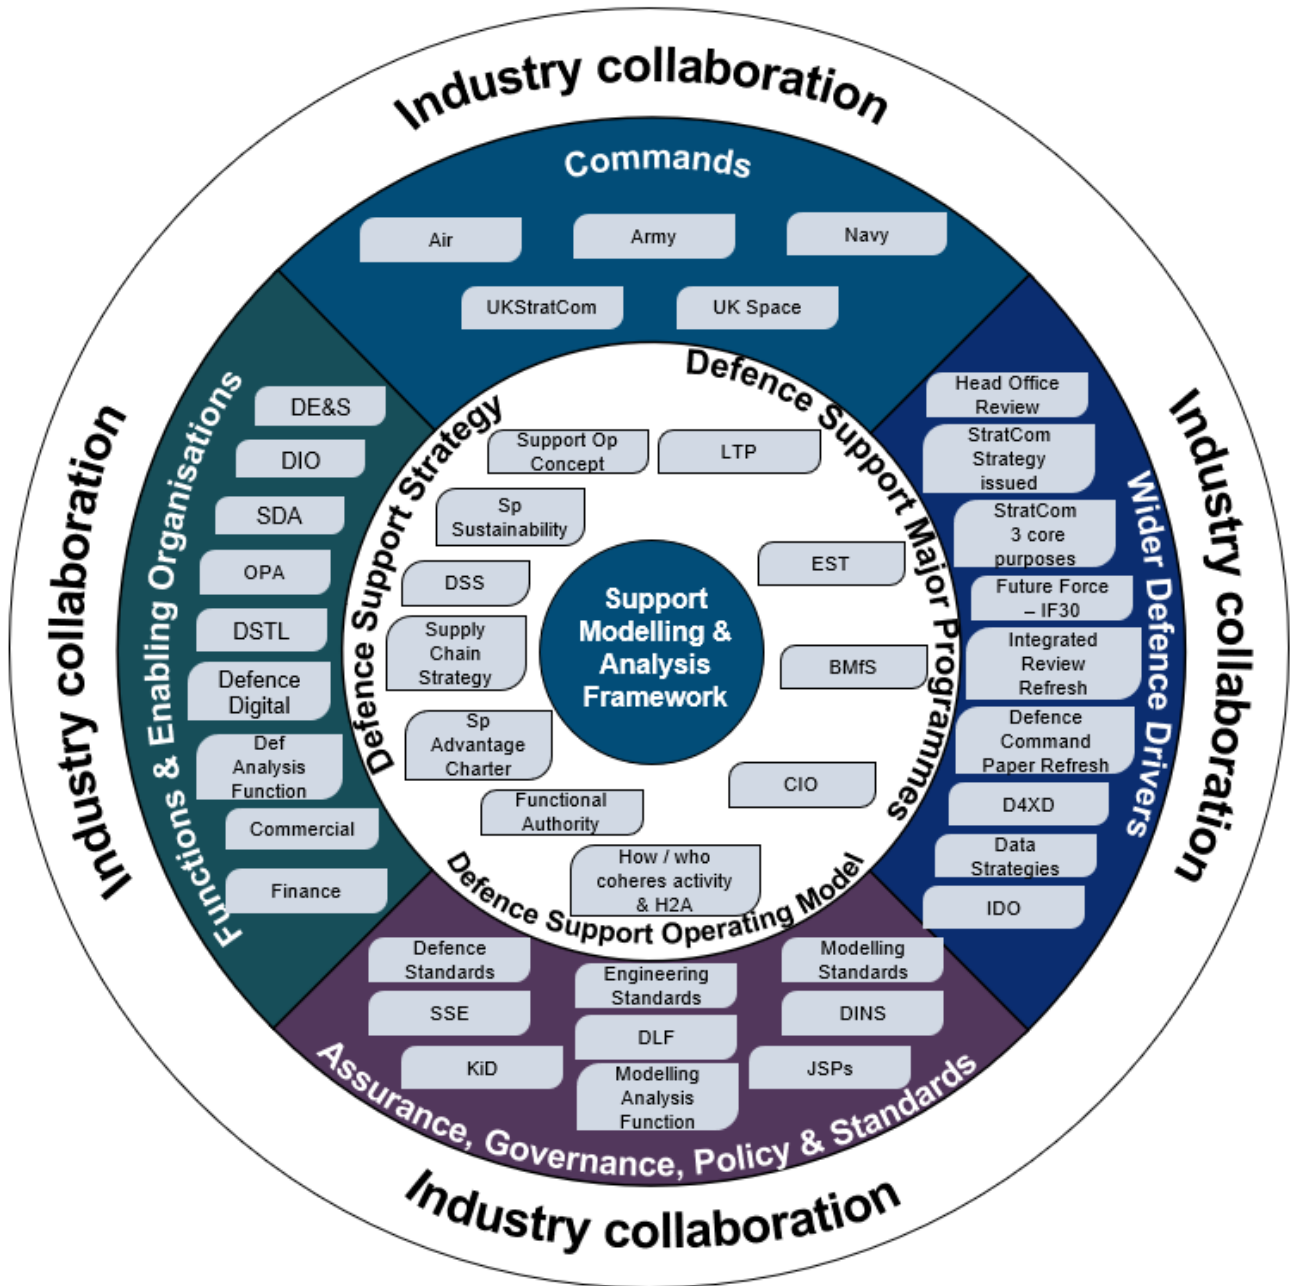 Industry collaboration
Commands
Air
Army
Navy
UKStratCom
UK Space
Industry collaboration
Functions & Enabling Organisations
DE&S
DIO
SDA
OPA
DSTL
Defence
Digital
Def
Analysis
Function
Commercial
Finance
Defence Support Strategy
Support Op
Concept
Sp
Sustainability
DSS
Supply
Chain
Strategy
Sp
Advantage
Charter
Functional
Authority
Support
Modelling &
Analysis
Framework
Defence Support Major Programmes
LTP
EST
BMfS
CIO
How / who
coheres activity
& H2A
Defence Support Operating Model
Wider Defence Drivers
Head Office
Review
StratCom
Strategy
issued
StratCom
3 core
purposes
Future Force
– IF30
Integrated
Review
Refresh
Defence
Command
Paper Refresh
D4XD
Data
Strategies
IDO
Industry collaboration
Defence
Standards
SSE
KiD
Engineering
Standards
DLF
Modelling
Analysis
Function
Modelling
Standards
DINS
JSPs
Assurance, Governance, Policy & Standards
Industry collaboration